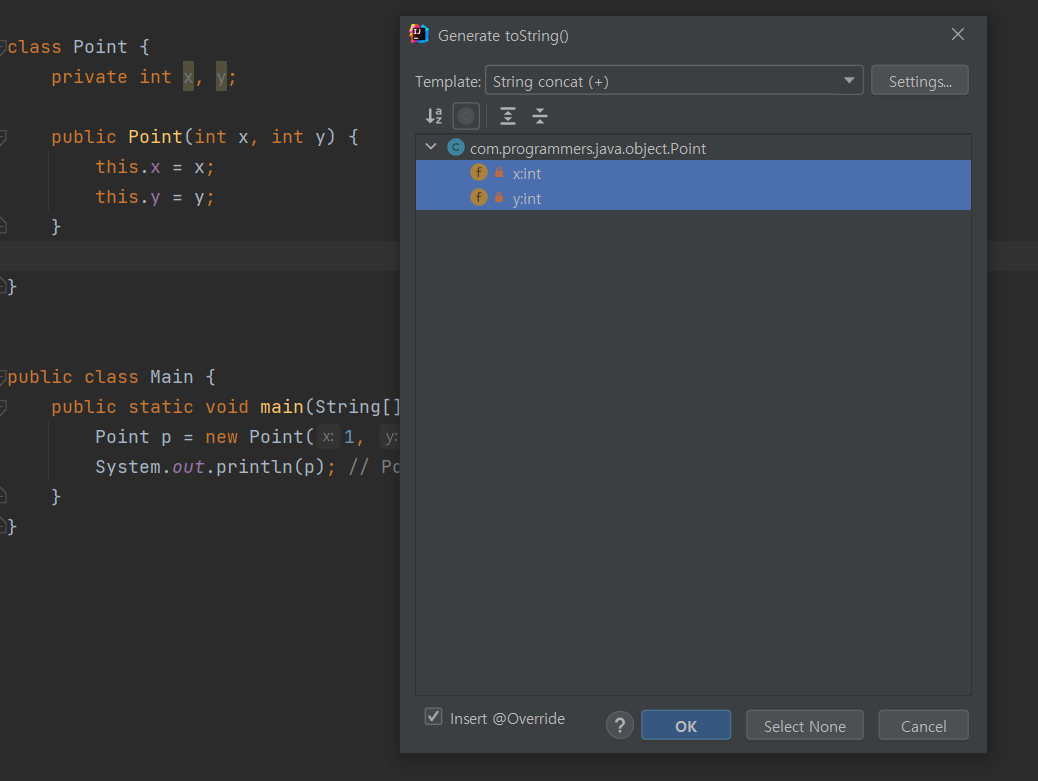 class Point {
private int x, y;
public Point(int x, int y) {
this.x = x;
this.y = y;
}
}
public class Main {
public static void main(String[]
Point p = new Point( x: 1, y:
System.out.println(p); //
}
}
Generate toString()
Template: String concat (+) Settings...
com.programmers.java.object.Point
x:int
y:int
Insert @Override
? OK Select None Cancel